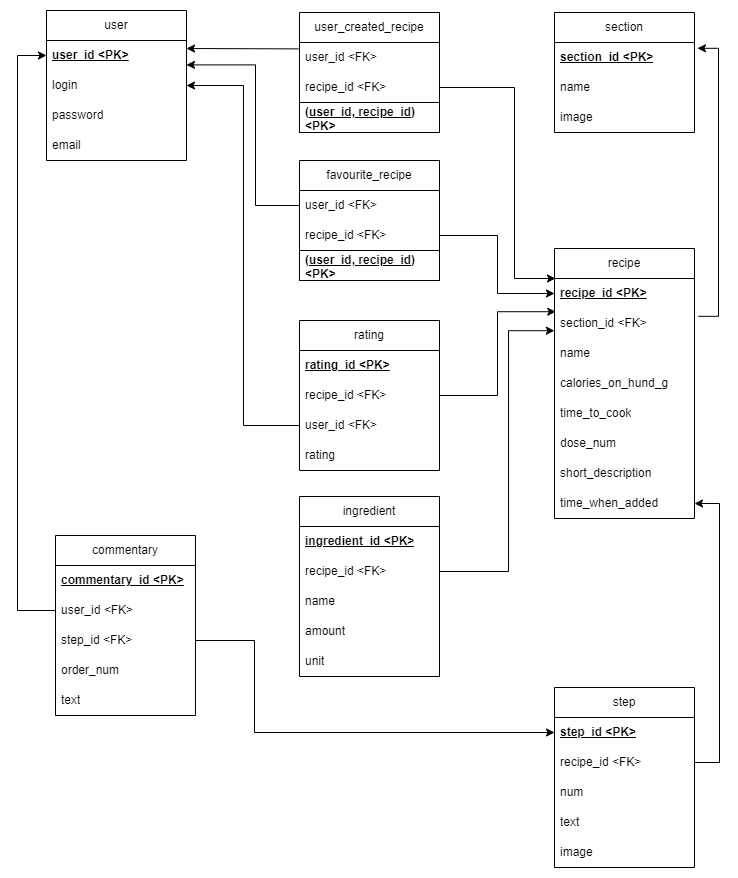 user
user_id <PK>
login
password
email
user_created_recipe
user_id <FK>
recipe_id <FK>
(user_id, recipe_id)
<PK>
section
section_id <PK>
name
image
favourite_recipe
user_id <FK>
recipe_id <FK>
(user_id, recipe_id)
<PK>
recipe
recipe_id <PK>
section_id <FK>
name
calories_on_hund_g
time_to_cook
dose_num
short_description
time_when_added
rating
rating_id <PK>
recipe_id <FK>
user_id <FK>
rating
ingredient
ingredient_id <PK>
recipe_id <FK>
name
amount
unit
commentary
commentary_id <PK>
user_id <FK>
step_id <FK>
order_num
text
step
step_id <PK>
recipe_id <FK>
num
text
image